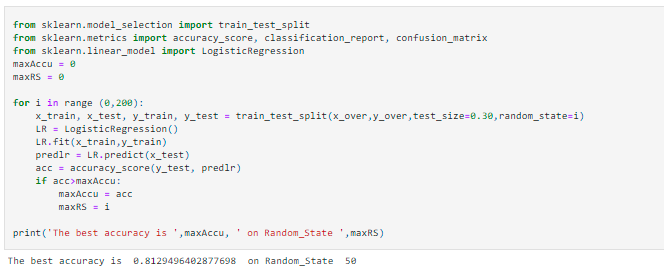 from sklearn.model_selection import train_test_split
from sklearn.metrics import accuracy_score, classification_report, confusion_matrix
from sklearn.linear_model import LogisticRegression
maxAccu = 0
maxRS = 0
for i in range (0,200):
    x_train, x_test, y_train, y_test = train_test_split(x_over,y_over,test_size=0.30,random_state=i)
    LR = LogisticRegression()
    LR.fit(x_train,y_train)
    predlr = LR.predict(x_test)
    acc = accuracy_score(y_test, predlr)
    if acc>maxAccu:
        maxAccu = acc
        maxRS = i
print('The best accuracy is ',maxAccu, ' on Random_State ',maxRS)
The best accuracy is  0.8129496402877698  on Random_State  50